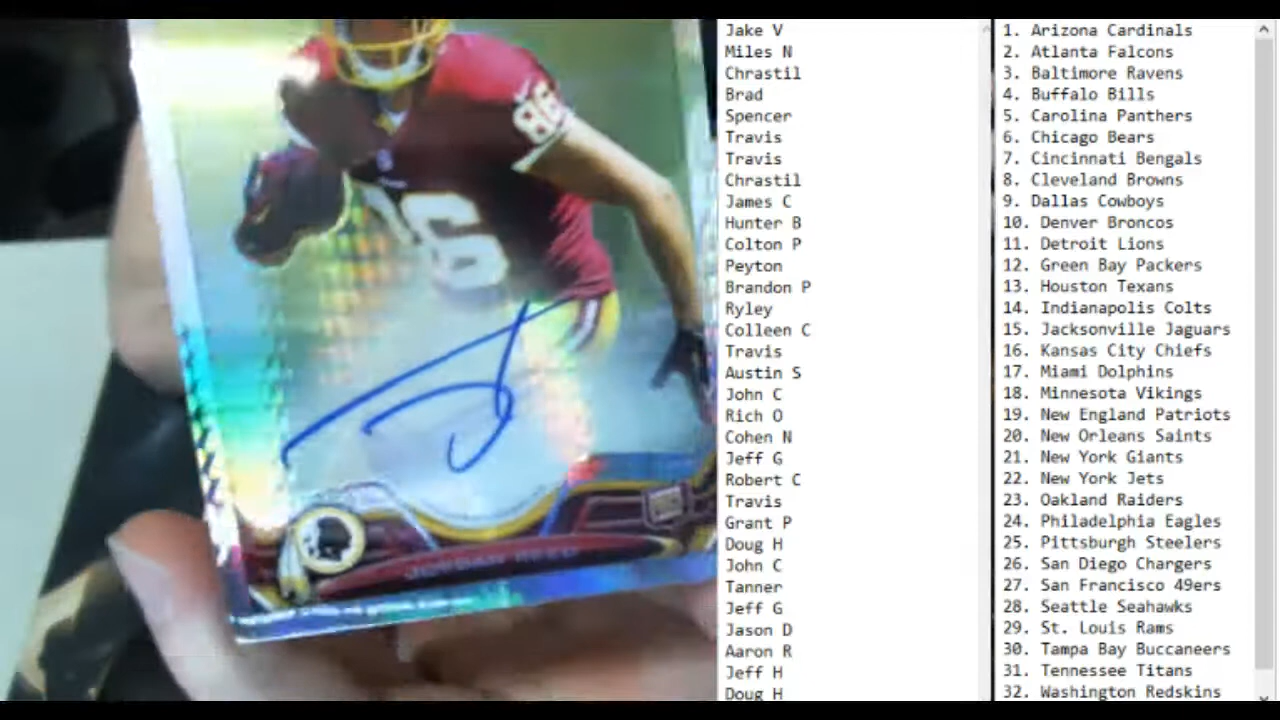 86
86
JORDAN REED
Jake V
Miles N
Chrastil
Brad
Spencer
Travis
Travis
Chrastil
James C
Hunter B
Colton P
Peyton
Brandon P
Ryley
Colleen C
Travis
Austin S
John C
Rich O
Cohen N
Jeff G
Robert C
Travis
Grant P
Doug H
John C
Tanner
Jeff G
Jason D
Aaron R
Jeff H
Doug H
1. Arizona Cardinals
2. Atlanta Falcons
3. Baltimore Ravens
4. Buffalo Bills
5. Carolina Panthers
6. Chicago Bears
7. Cincinnati Bengals
8. Cleveland Browns
9. Dallas Cowboys
10. Denver Broncos
11. Detroit Lions
12. Green Bay Packers
13. Houston Texans
14. Indianapolis Colts
15. Jacksonville Jaguars
16. Kansas City Chiefs
17. Miami Dolphins
18. Minnesota Vikings
19. New England Patriots
20. New Orleans Saints
21. New York Giants
22. New York Jets
23. Oakland Raiders
24. Philadelphia Eagles
25. Pittsburgh Steelers
26. San Diego Chargers
27. San Francisco 49ers
28. Seattle Seahawks
29. St. Louis Rams
30. Tampa Bay Buccaneers
31. Tennessee Titans
32. Washington Redskins